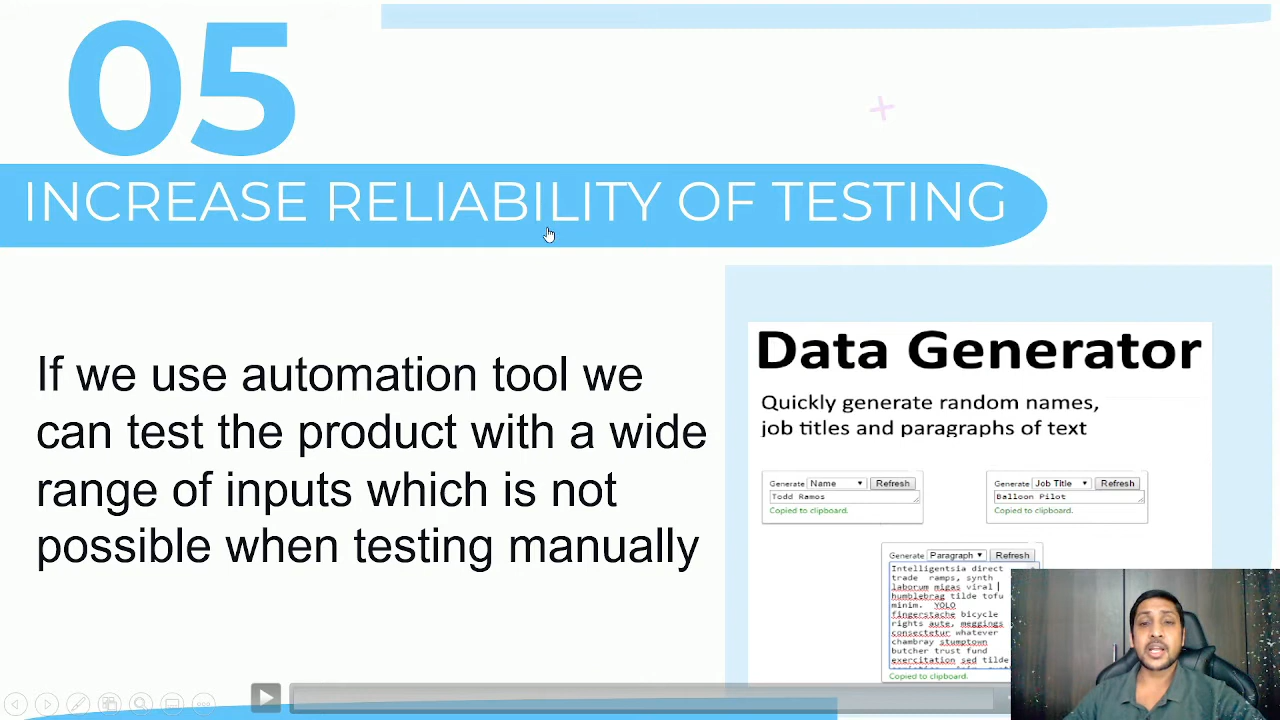 05
INCREASE RELIABILITY OF TESTING
If we use automation tool we
can test the product with a wide
range of inputs which is not
possible when testing manually
Data Generator
Quickly generate random names,
job titles and paragraphs of text
Generate Name Refresh
Todd Ramos
Copied to clipboard.
Generate Job Title Refresh
Balloon Pilot
Copied to clipboard.
Generate Paragraph Refresh
Intelligentsia direct
trade ramps, synth
laborum migas viral
humblebrag tilde tofu
minim. YOLO
fingerstache bicycle
rights aute, meggings
consectetur whatever
chambray stumptown
butcher trust fund
exercitation sed tilde
Copied to clipboard.